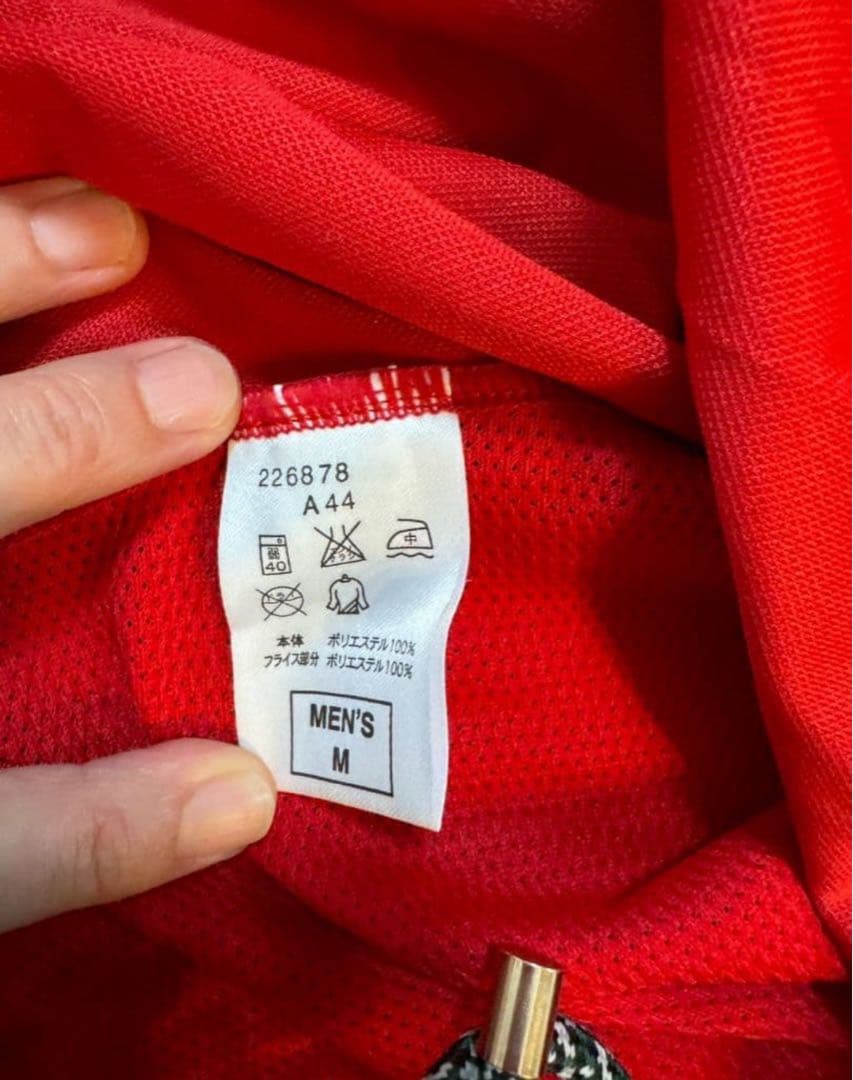 226878
A44
弱 40 中
本体 ポリエステル100%
フライス部分 ポリエステル100%
MEN'S
M